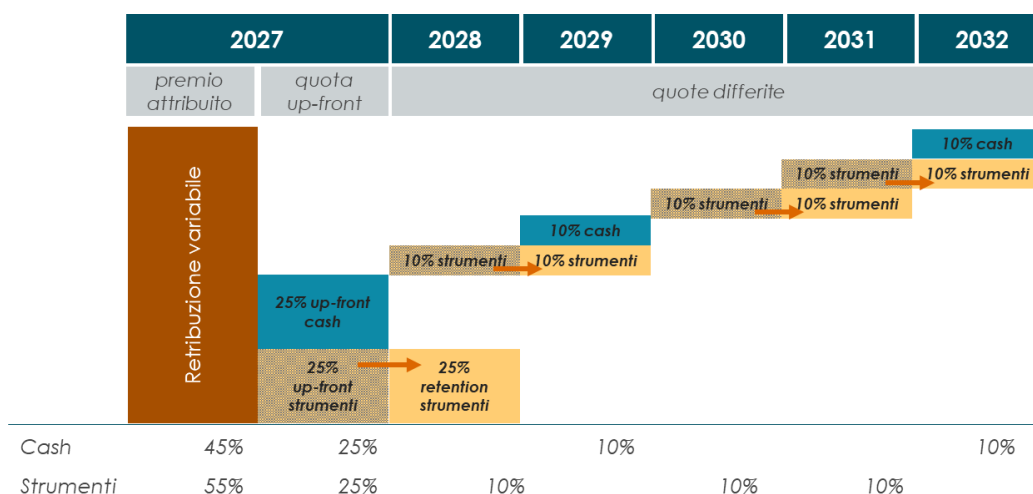 2027 2028 2029 2030 2031 2032
premio attribuito
quota up-front
quote differite
Retribuzione variabile
10% cash
10% strumenti 10% strumenti
10% strumenti 10% strumenti
10% cash
10% strumenti 10% strumenti
25% up-front
cash
25%
up-front
strumenti
25%
retention
strumenti
Cash 45% 25% 10% 10%
Strumenti 55% 25% 10% 10% 10%